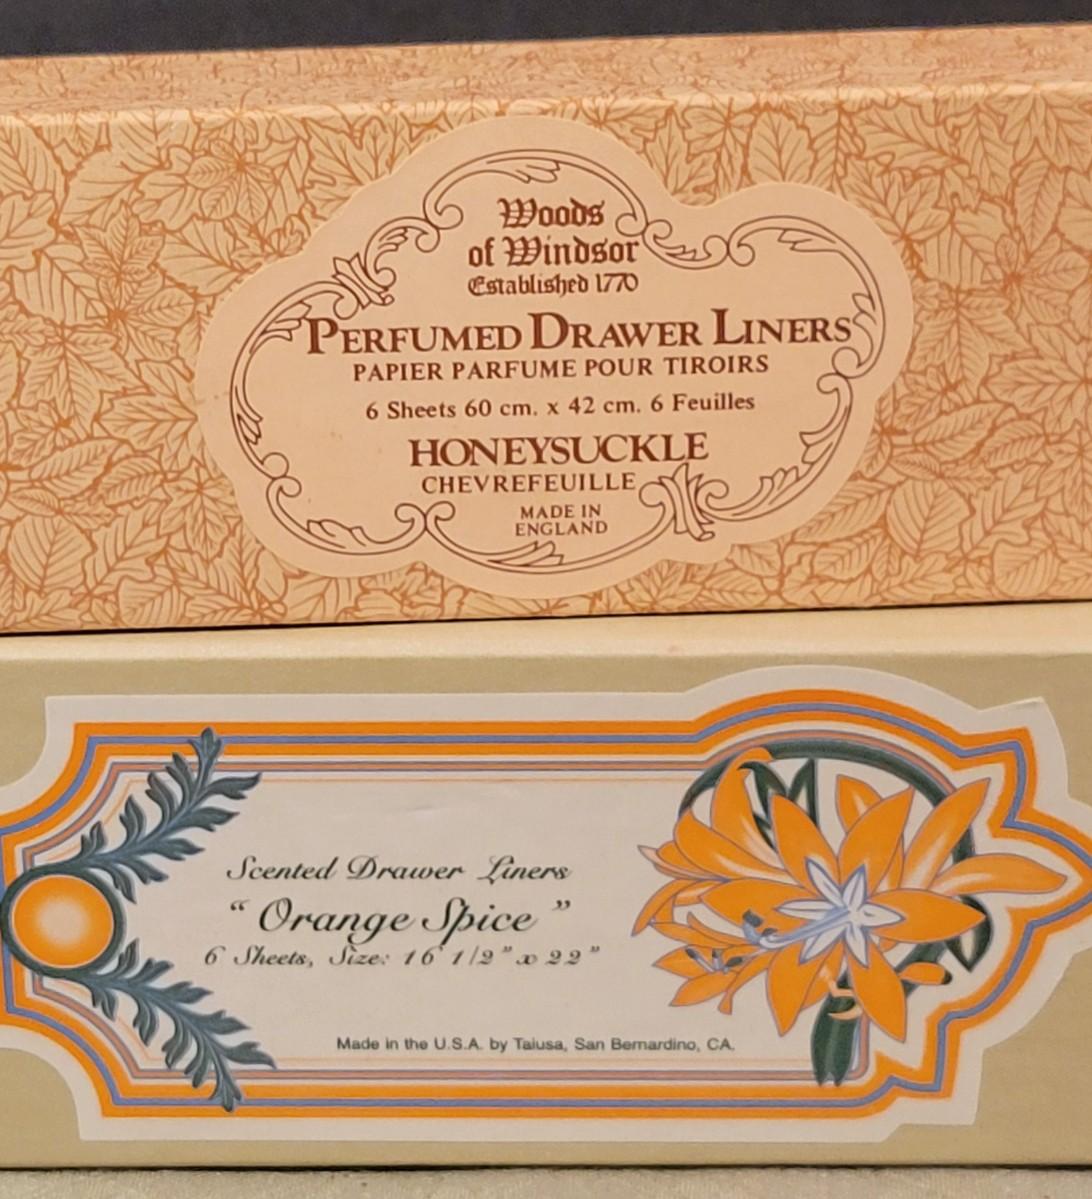 Woods
of Windsor
Established 1770
PERFUMED DRAWER LINERS
PAPIER PARFUME POUR TIROIRS
6 Sheets 60 cm. x 42 cm. 6 Feuilles
HONEYSUCKLE
CHEVREFEUILLE
MADE IN
ENGLAND
Scented Drawer Liners
“ Orange Spice ”
6 Sheets, Size: 16 1/2" x 22"
Made in the U.S.A. by Taiusa, San Bernardino, CA.